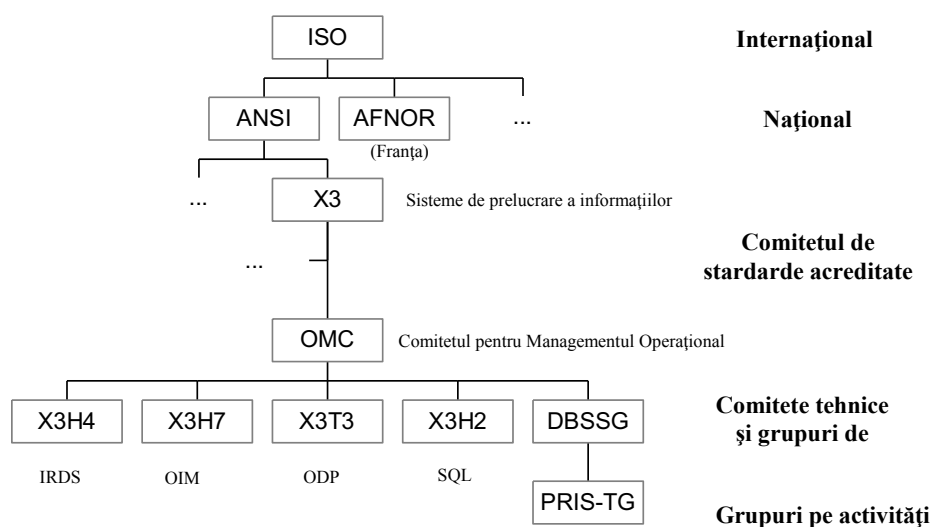 ISO
Internaţional
ANSI
AFNOR
...
Naţional
(Franţa)
...
X3
Sisteme de prelucrare a informaţiilor
Comitetul de
stardarde acreditate
...
OMC
Comitetul pentru Managementul Operaţional
X3H4
X3H7
X3T3
X3H2
DBSSG
Comitete tehnice
şi grupuri de
IRDS
OIM
ODP
SQL
PRIS-TG
Grupuri pe activităţi